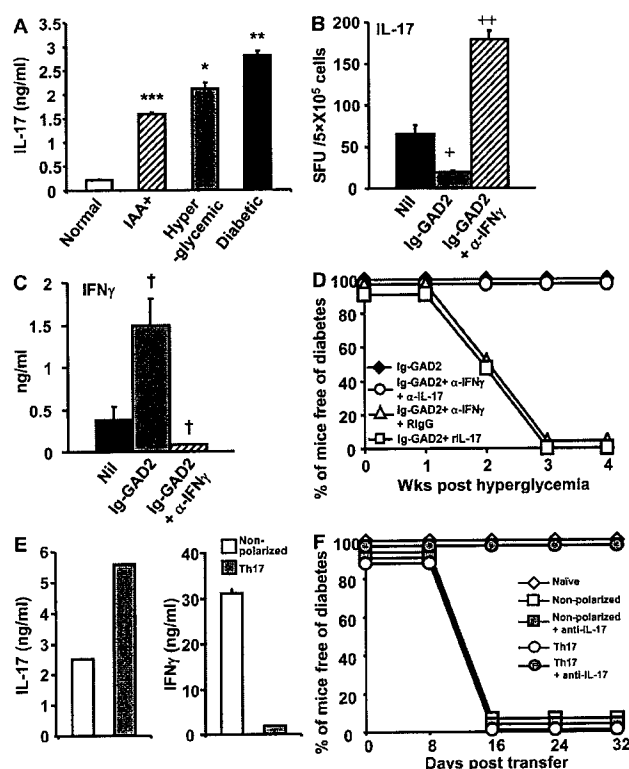 A
IL-17 (ng/ml)
3.5
3
2.5
2
1.5
1
0.5
0
***
*
**
Normal
IAA+
Hyper
-glycemic
Diabetic
B
IL-17
SFU /5×10⁵ cells
200
150
100
50
0
+
++
Nil
Ig-GAD2
Ig-GAD2
+ α-IFNγ
C
IFNγ
ng/ml
2
1.5
1
0.5
0
†
†
Nil
Ig-GAD2
Ig-GAD2
+ α-IFNγ
D
% of mice free of diabetes
100
80
60
40
20
0
Ig-GAD2
Ig-GAD2+ α-IFNγ
+ α-IL-17
Ig-GAD2+ α-IFNγ
+ RIgG
Ig-GAD2+ rIL-17
0 1 2 3 4
Wks post hyperglycemia
E
IL-17 (ng/ml)
6
5
4
3
2
1
0
IFNγ (ng/ml)
40
30
20
10
0
Non-
polarized
Th17
F
% of mice free of diabetes
100
80
60
40
20
0
Naïve
Non-polarized
Non-polarized
+ anti-IL-17
Th17
Th17
+ anti-IL-17
0 8 16 24 32
Days post transfer